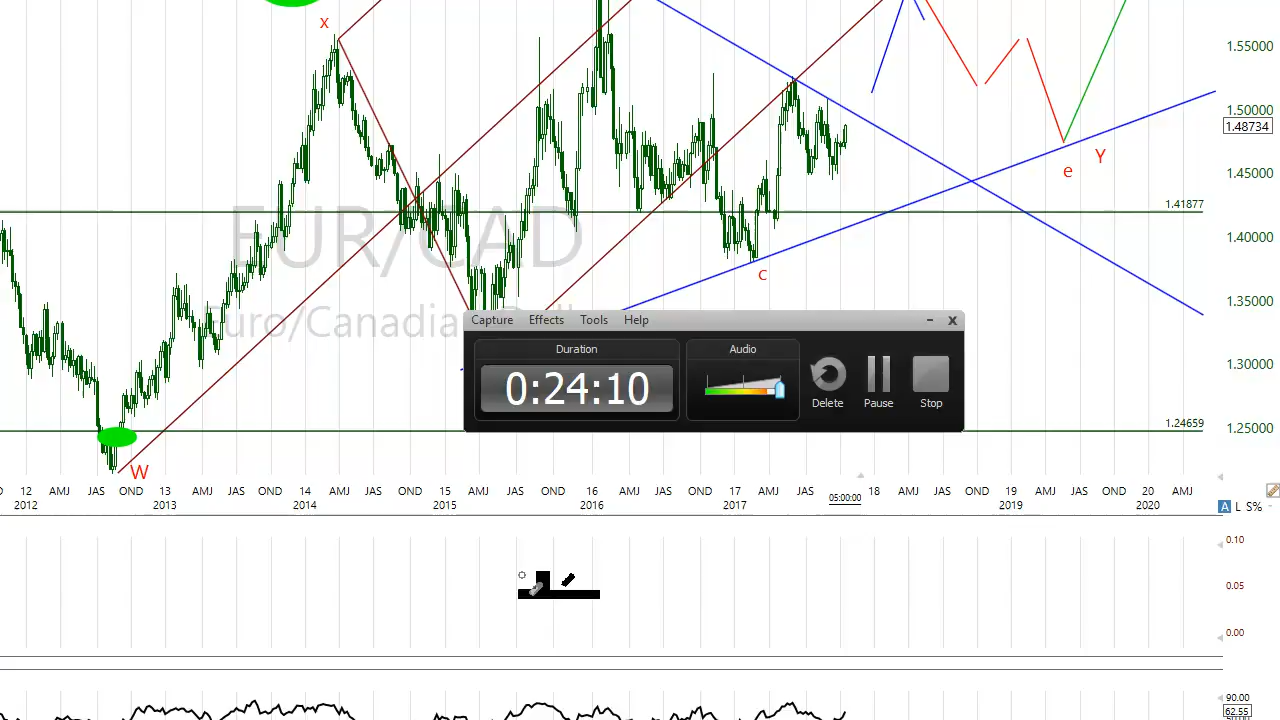 x
1.55000
1.50000
1.48734
Y
e
1.45000
1.41877
EUR/CAD
1.40000
c
1.35000
Capture Effects Tools Help
Duration
Audio
0:24:10
Delete
Pause
Stop
1.30000
1.24659
1.25000
W
12 AMJ JAS OND 13 AMJ JAS OND 14 AMJ JAS OND 15 AMJ JAS OND 16 AMJ JAS OND 17 AMJ JAS 18 AMJ JAS OND 19 AMJ JAS OND 20 AMJ
2012 2013 2014 2015 2016 2017 05:00:00 2019 2020
A L S%
0.10
0.05
0.00
90.00
62.55